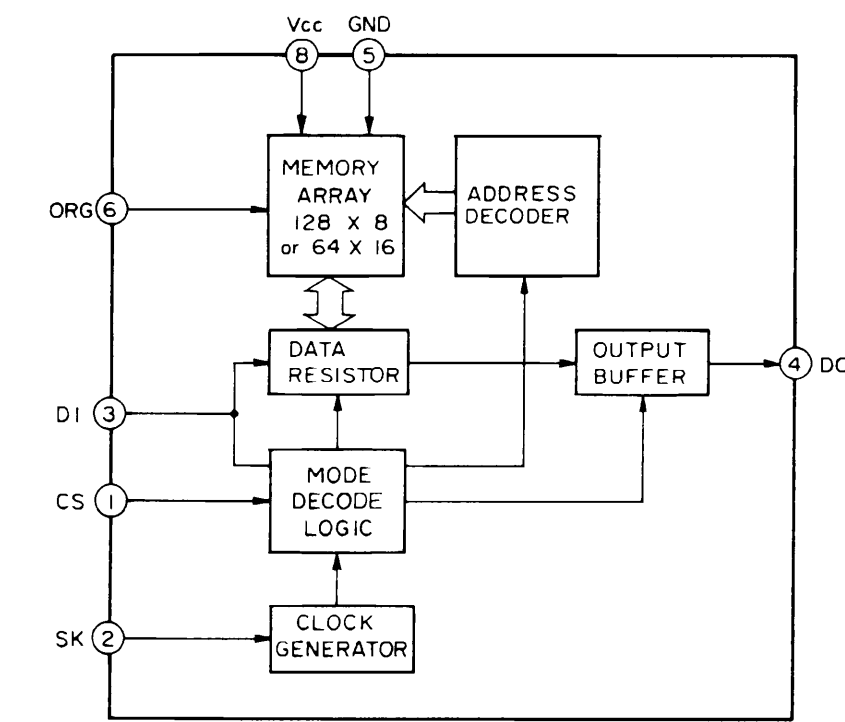 Vcc GND
8 5
MEMORY
ARRAY
128 X 8
or 64 X 16
ADDRESS
DECODER
ORG 6
DATA
RESISTOR
OUTPUT
BUFFER
4 DO
DI 3
MODE
DECODE
LOGIC
CS 1
CLOCK
GENERATOR
SK 2